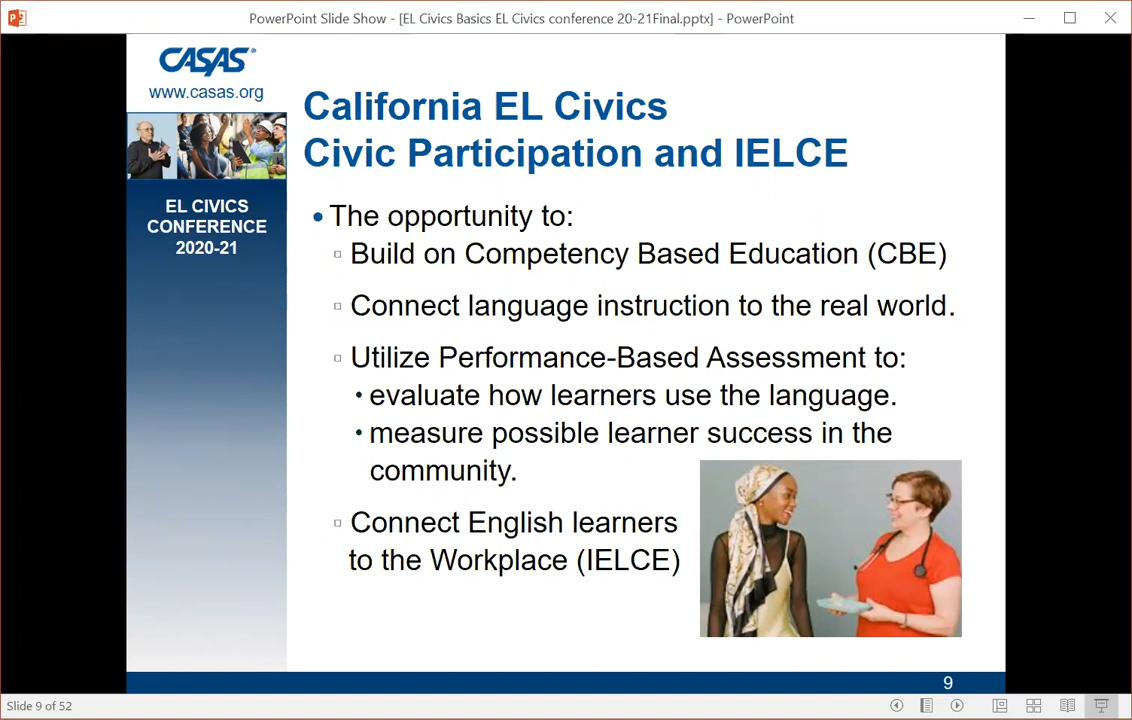 PowerPoint Slide Show - [EL Civics Basics EL Civics conference 20-21Final.pptx] - PowerPoint
CASAS®
www.casas.org
EL CIVICS
CONFERENCE
2020-21
California EL Civics
Civic Participation and IELCE
• The opportunity to:
▫ Build on Competency Based Education (CBE)
▫ Connect language instruction to the real world.
▫ Utilize Performance-Based Assessment to:
• evaluate how learners use the language.
• measure possible learner success in the
community.
▫ Connect English learners
to the Workplace (IELCE)
9
Slide 9 of 52